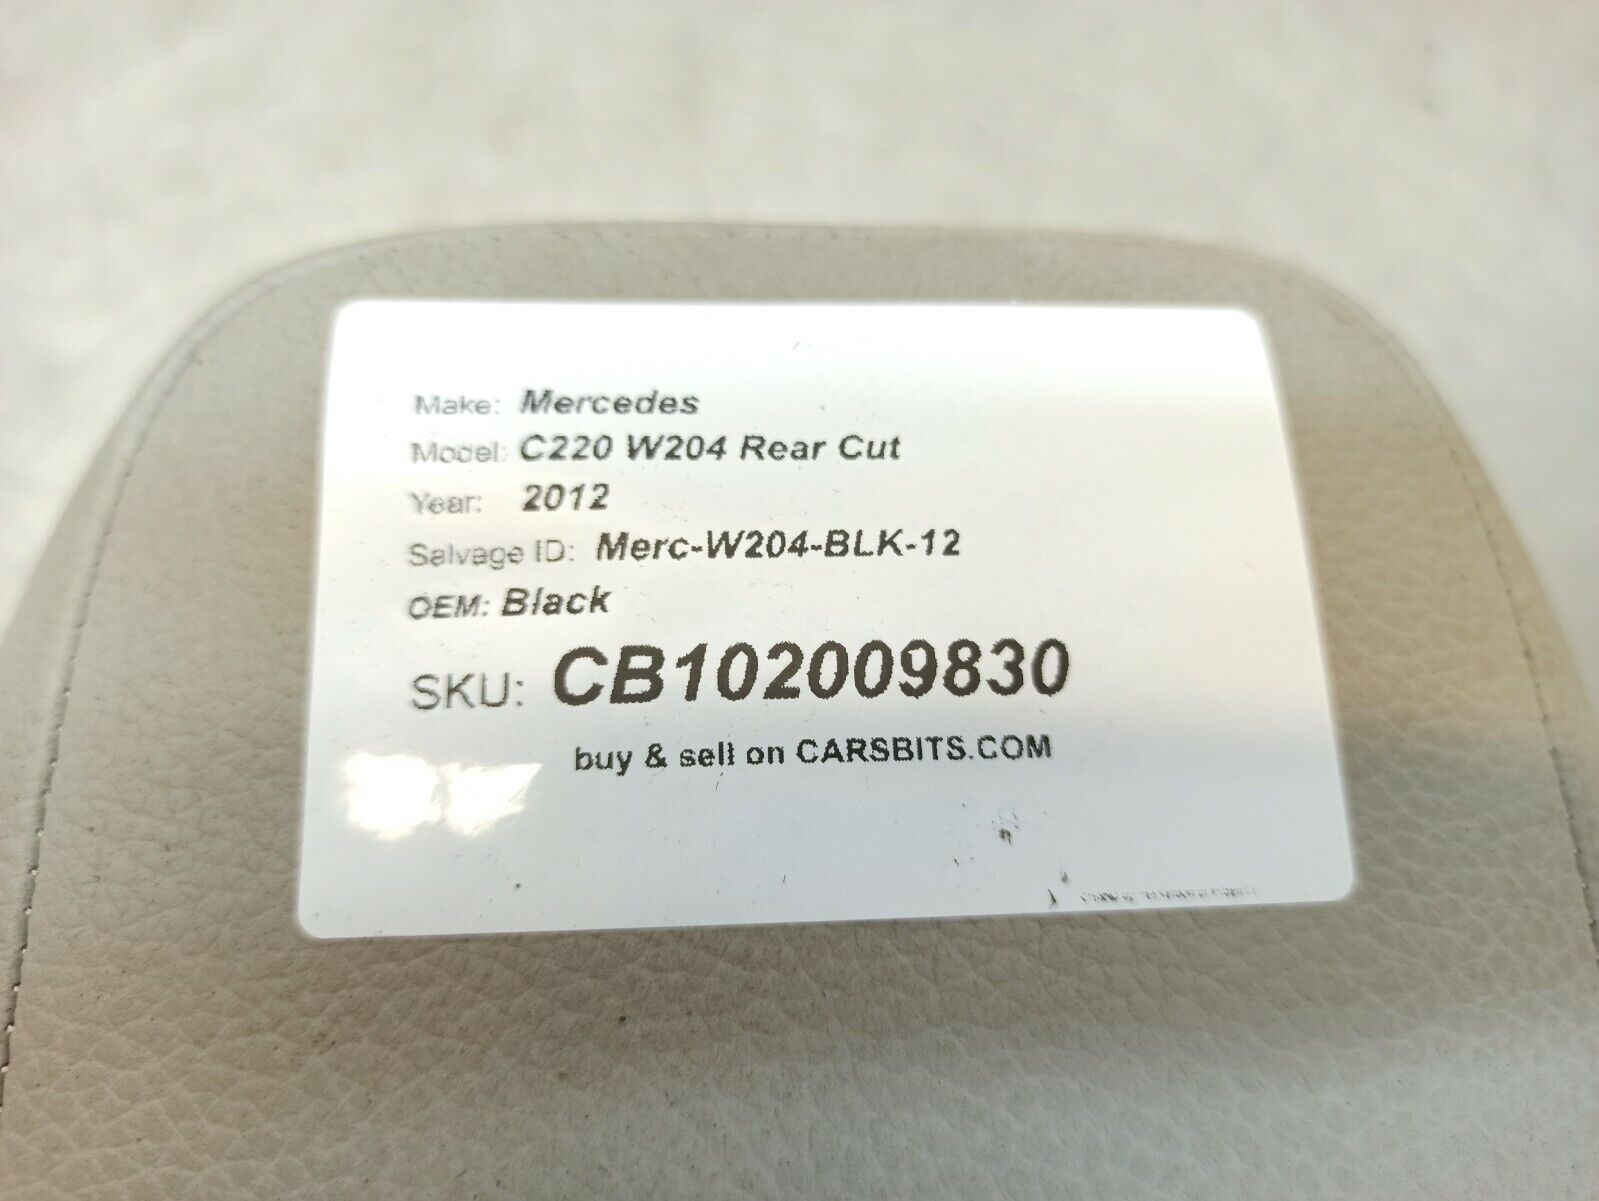 Make: Mercedes
Model: C220 W204 Rear Cut
Year: 2012
Salvage ID: Merc-W204-BLK-12
OEM: Black
SKU: CB102009830
buy & sell on CARSBITS.COM